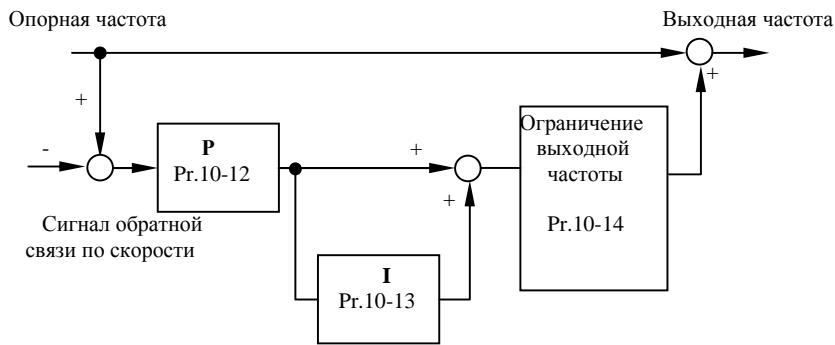 Опорная частота
Выходная частота
+
+
-
P
Pr.10-12
+
+
Ограничение
выходной
частоты
Pr.10-14
Сигнал обратной
связи по скорости
I
Pr.10-13